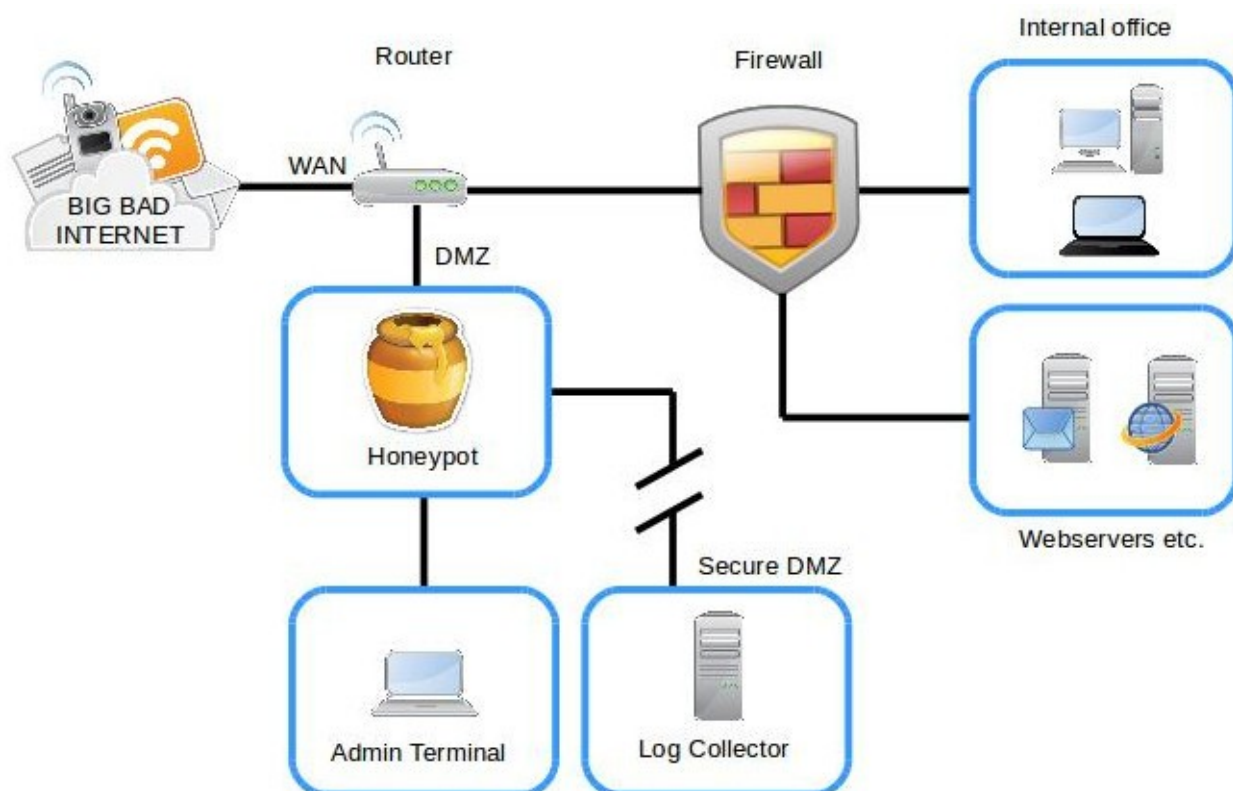 Internal office
Router
Firewall
WAN
BIG BAD
INTERNET
DMZ
Honeypot
Webservers etc.
Secure DMZ
Admin Terminal
Log Collector